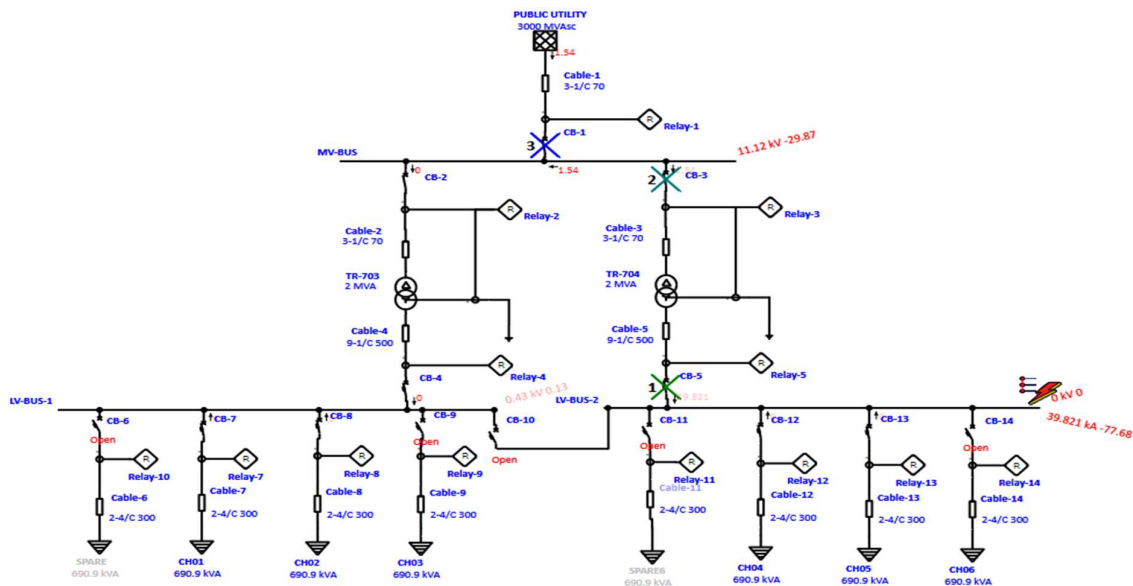 PUBLIC UTILITY
3000 MVAsc
1.54
Cable-1
3-1/C 70
R
Relay-1
CB-1
3
11.12 kV -29.87
MV-BUS
0
1.54
CB-2
2
CB-3
R
Relay-2
R
Relay-3
Cable-2
3-1/C 70
Cable-3
3-1/C 70
TR-703
2 MVA
TR-704
2 MVA
Cable-4
9-1/C 500
Cable-5
9-1/C 500
R
Relay-4
R
Relay-5
CB-4
1
CB-5
0.43 kV 0.13
0 kV 0
LV-BUS-1
0
LV-BUS-2
39.821
39.821 kA -77.68
CB-6
CB-7
CB-8
CB-9
CB-10
CB-11
CB-12
CB-13
CB-14
Open
Open
Open
Open
Open
R
Relay-10
R
Relay-7
R
Relay-8
R
Relay-9
R
Relay-11
R
Relay-12
R
Relay-13
R
Relay-14
Cable-6
2-4/C 300
Cable-7
2-4/C 300
Cable-8
2-4/C 300
Cable-9
2-4/C 300
Cable-11
2-4/C 300
Cable-12
2-4/C 300
Cable-13
2-4/C 300
Cable-14
2-4/C 300
SPARE
690.9 kVA
CH01
690.9 kVA
CH02
690.9 kVA
CH03
690.9 kVA
SPARE6
690.9 kVA
CH04
690.9 kVA
CH05
690.9 kVA
CH06
690.9 kVA